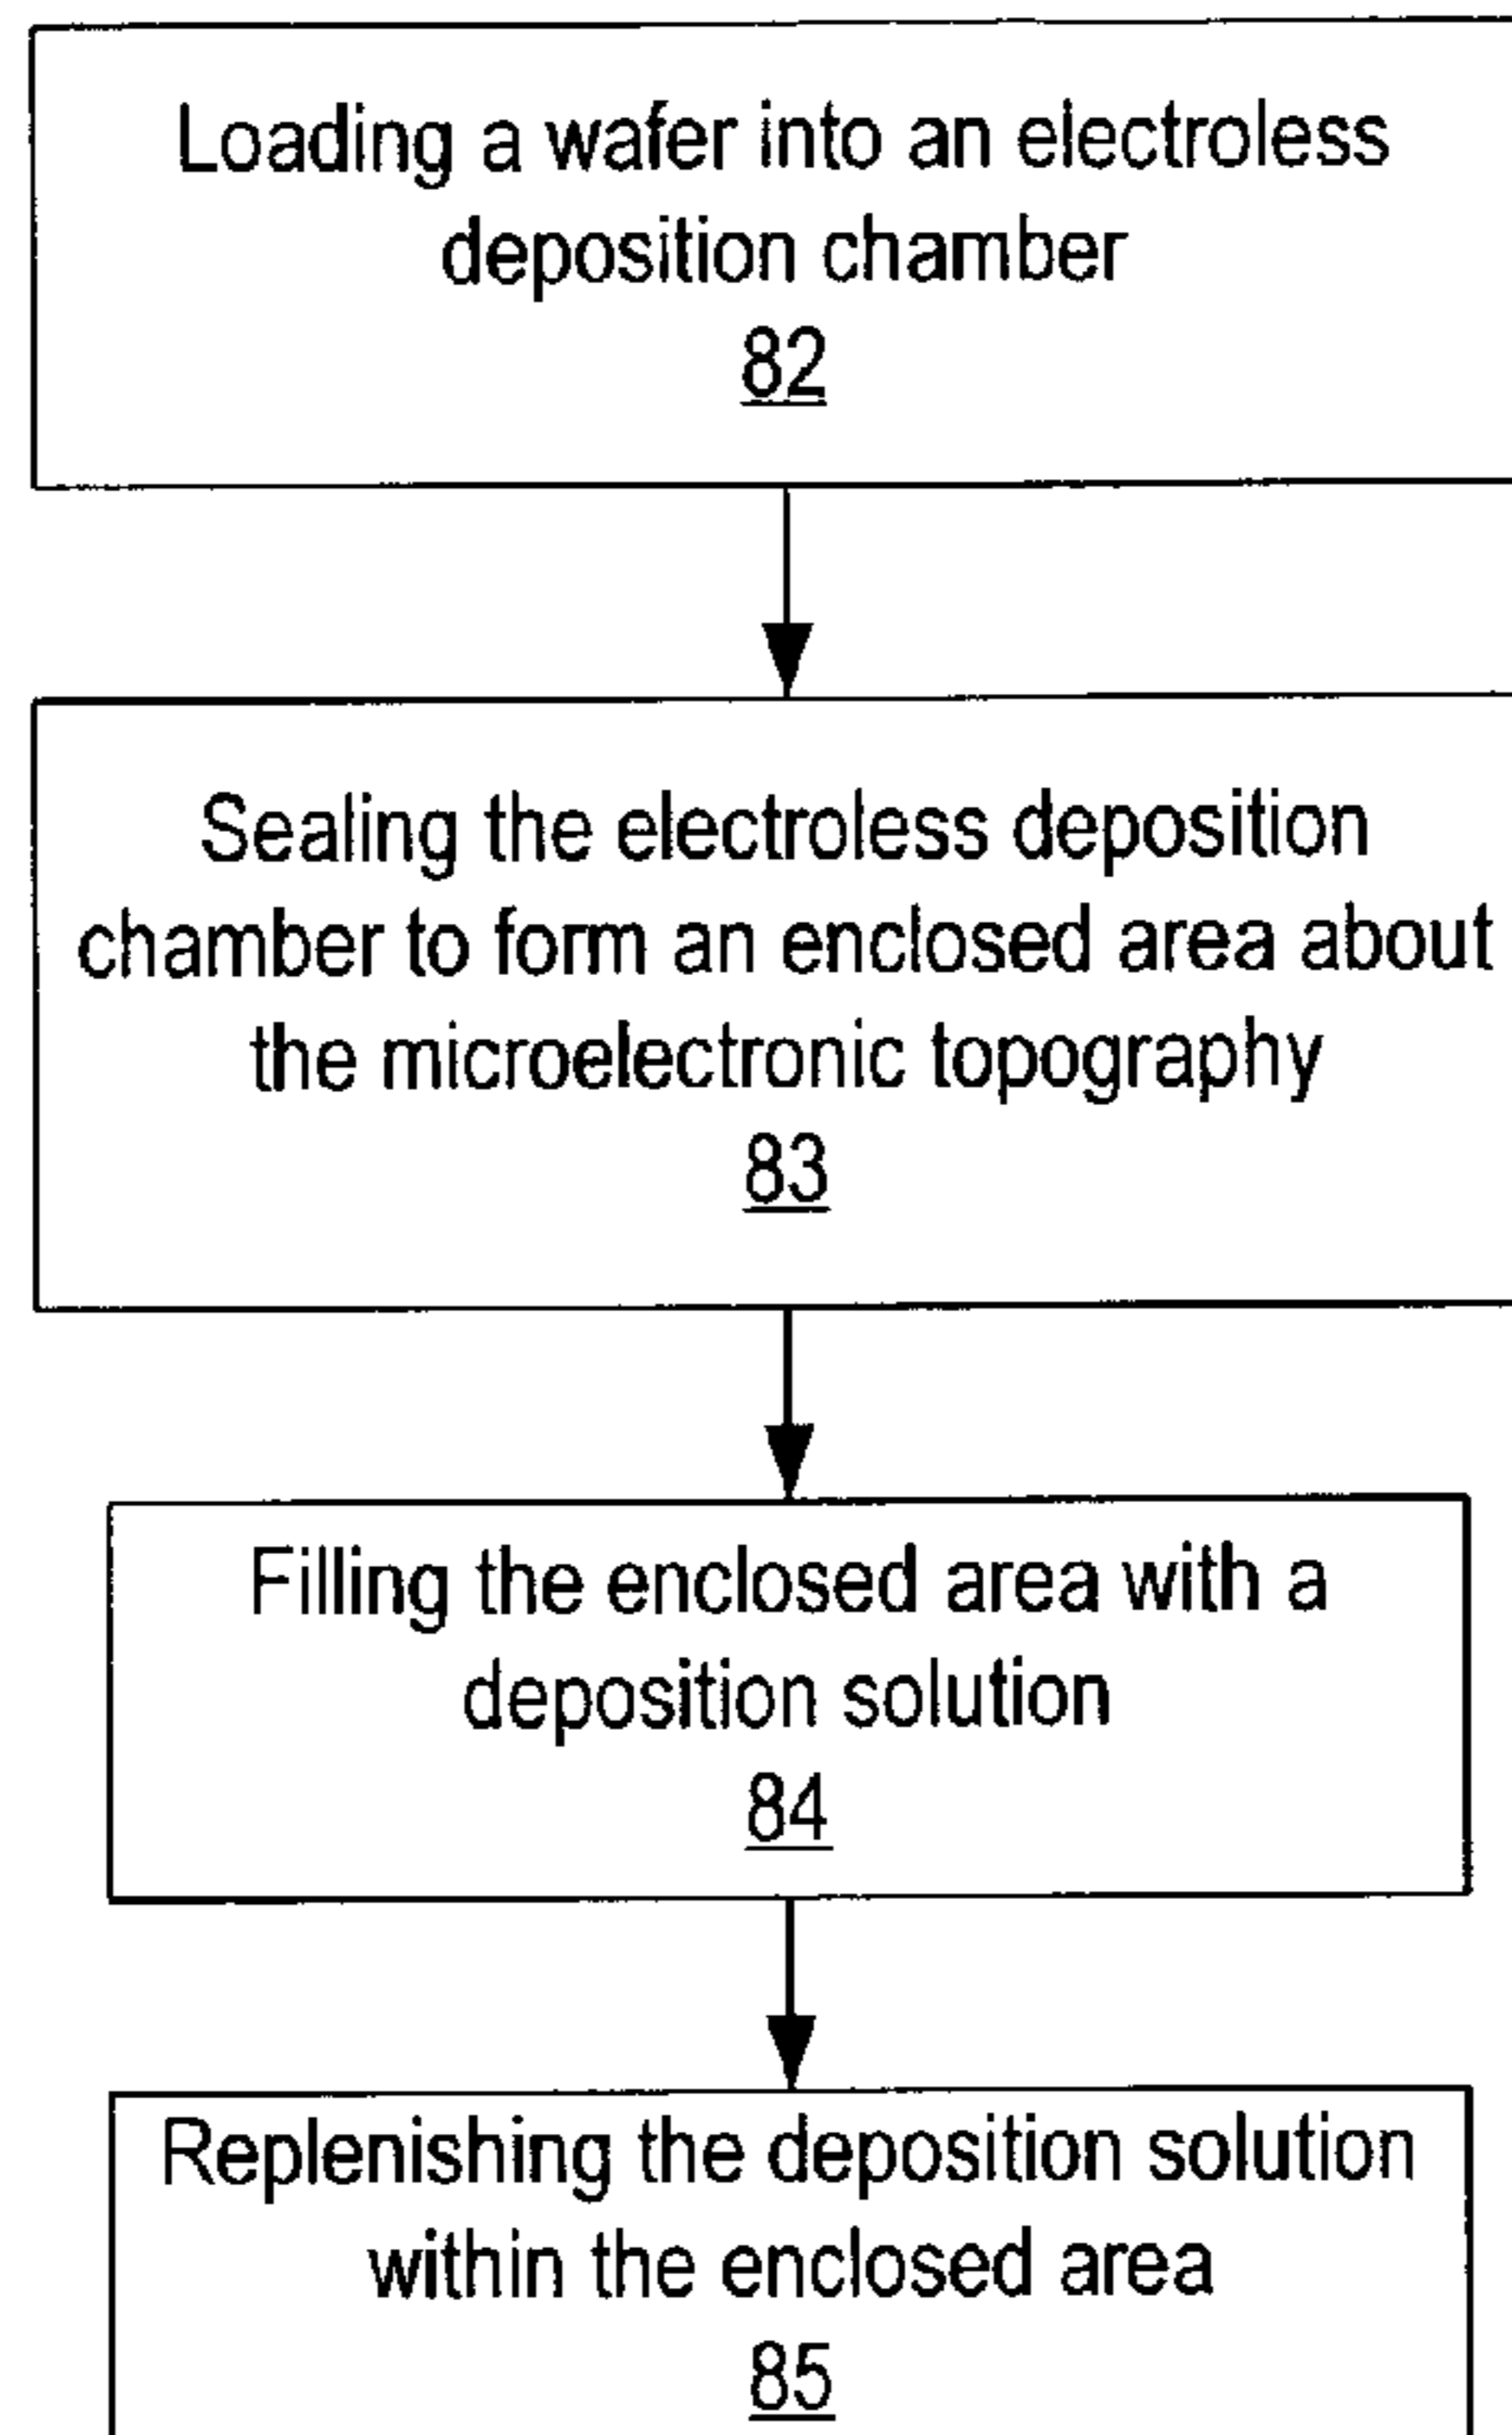 Loading a wafer into an electroless
deposition chamber
82
Sealing the electroless deposition
chamber to form an enclosed area about
the microelectronic topography
83
Filling the enclosed area with a
deposition solution
84
Replenishing the deposition solution
within the enclosed area
85